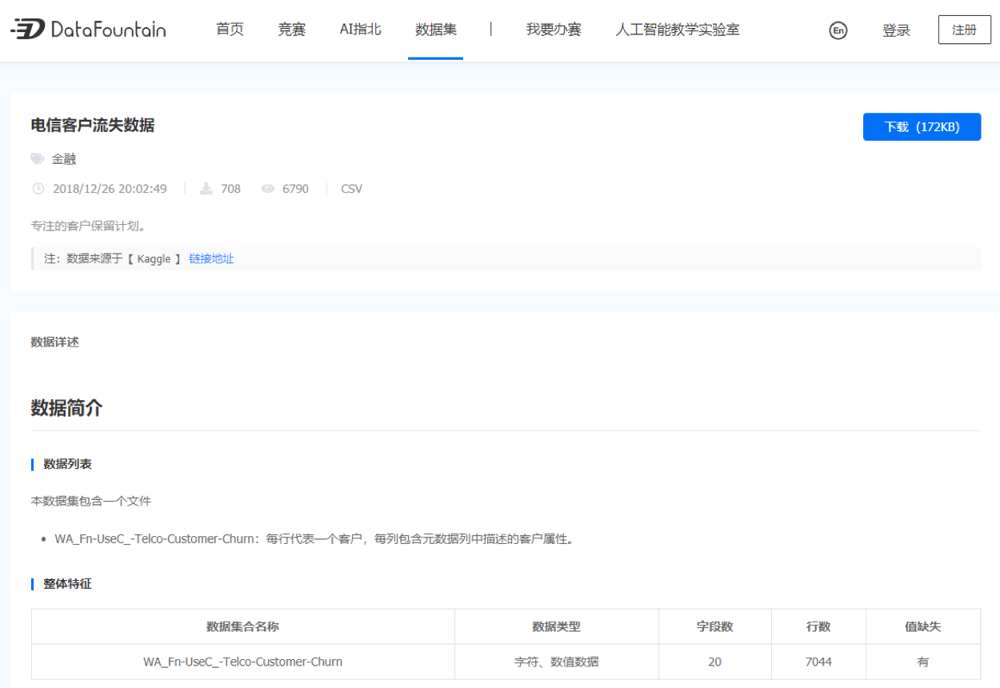 DataFountain 首页 竞赛 AI指北 数据集 | 我要办赛 人工智能教学实验室 En 登录 注册
电信客户流失数据 下载 (172KB)
金融
2018/12/26 20:02:49 708 6790 CSV
专注的客户保留计划。
注：数据来源于【 Kaggle 】 链接地址
数据详述
数据简介
数据列表
本数据集包含一个文件
• WA_Fn-UseC_-Telco-Customer-Churn：每行代表一个客户，每列包含元数据列中描述的客户属性。
整体特征
数据集合名称 数据类型 字段数 行数 值缺失
WA_Fn-UseC_-Telco-Customer-Churn 字符、数值数据 20 7044 有